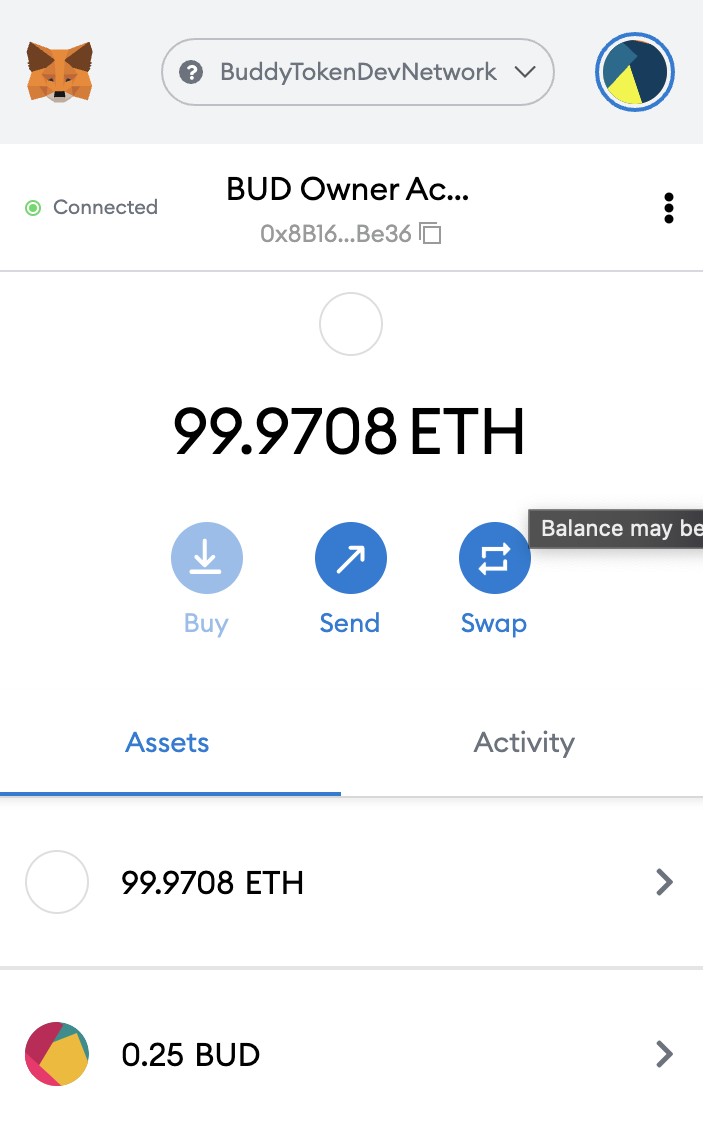 BuddyTokenDevNetwork
BUD Owner Ac...
Connected
0x8B16...Be36
99.9708 ETH
Balance may be
Buy
Send
Swap
Assets
Activity
99.9708 ETH
0.25 BUD